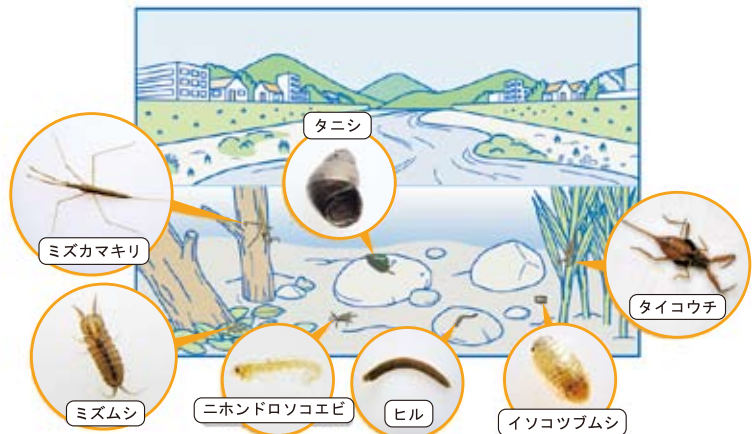 タニシ
ミズカマキリ
タイコウチ
ミズムシ
ニホンドロソコエビ
ヒル
イソコツブムシ